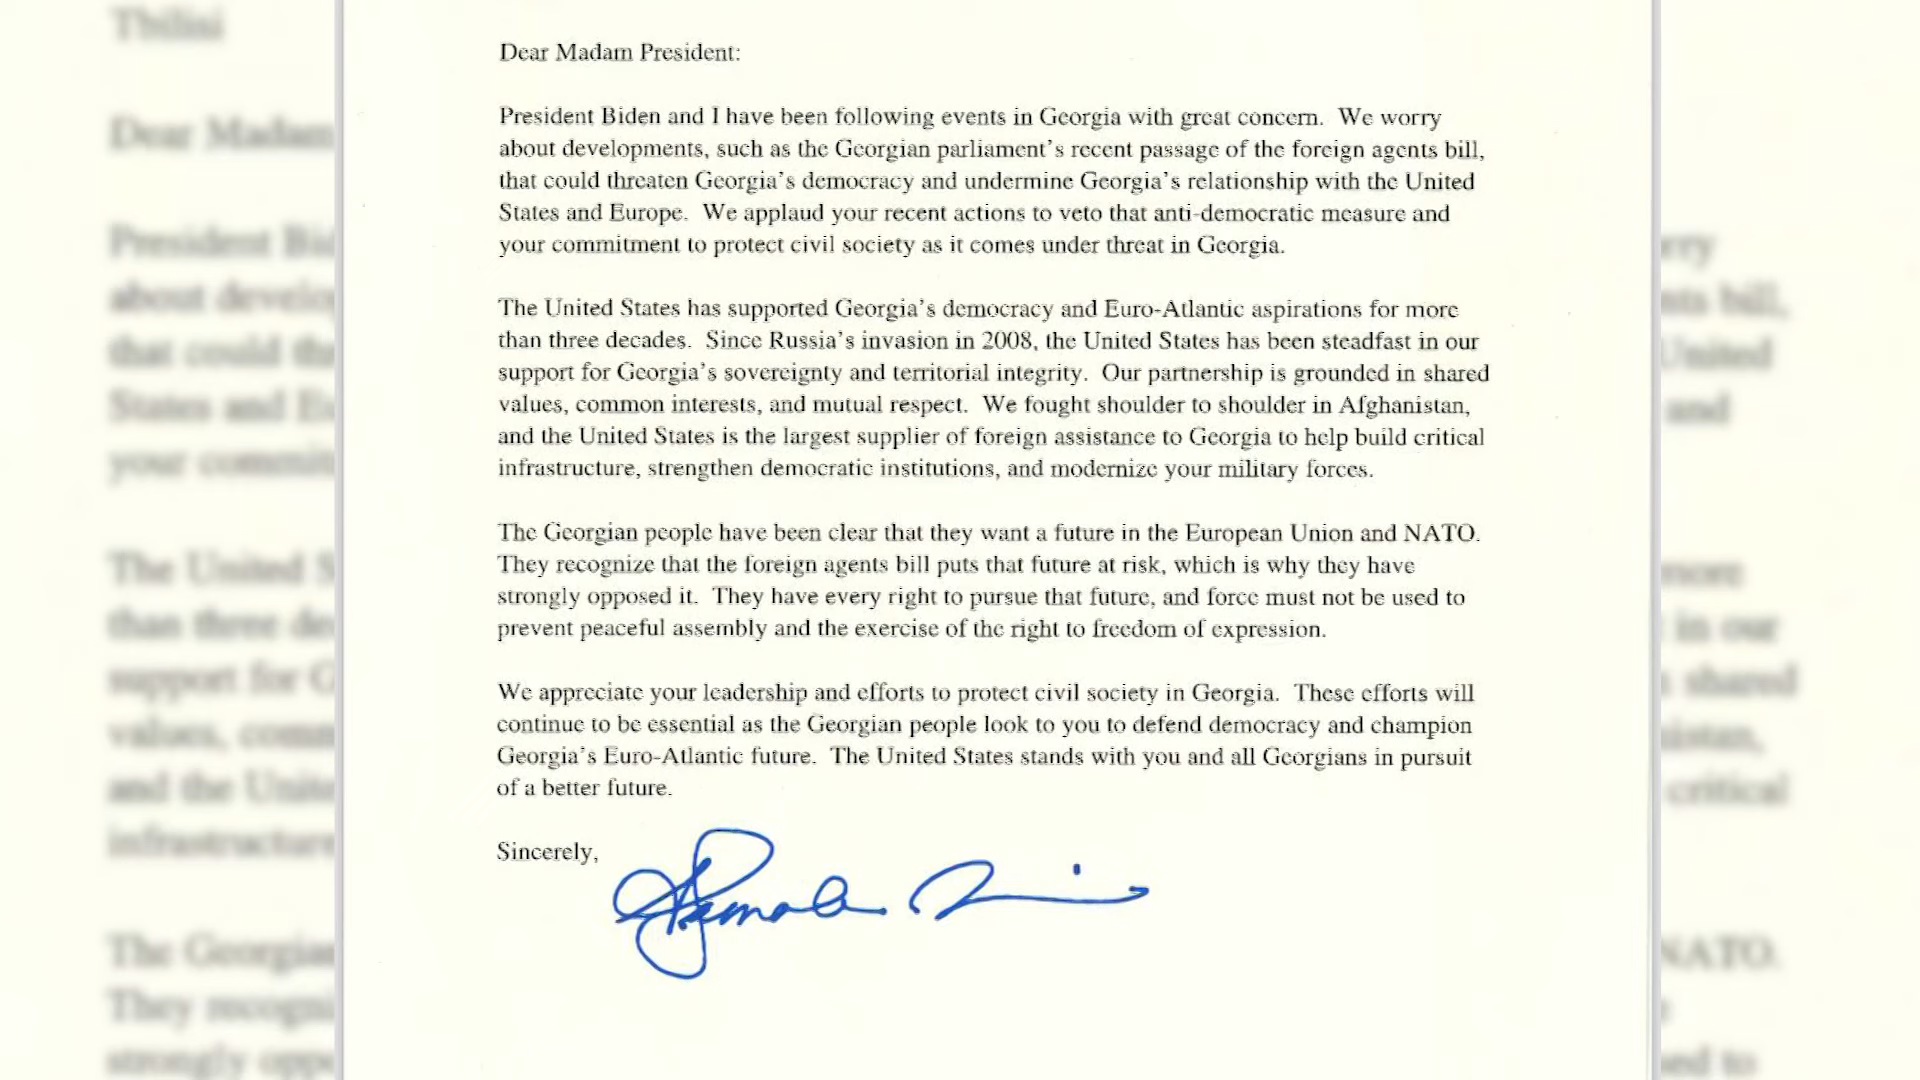 Tbilisi
Dear Madam President:
President Biden and I have been following events in Georgia with great concern. We worry
about developments, such as the Georgian parliament's recent passage of the foreign agents bill,
that could threaten Georgia's democracy and undermine Georgia's relationship with the United
States and Europe. We applaud your recent actions to veto that anti-democratic measure and
your commitment to protect civil society as it comes under threat in Georgia.
The United States has supported Georgia's democracy and Euro-Atlantic aspirations for more
than three decades. Since Russia's invasion in 2008, the United States has been steadfast in our
support for Georgia's sovereignty and territorial integrity. Our partnership is grounded in shared
values, common interests, and mutual respect. We fought shoulder to shoulder in Afghanistan,
and the United States is the largest supplier of foreign assistance to Georgia to help build critical
infrastructure, strengthen democratic institutions, and modernize your military forces.
The Georgian people have been clear that they want a future in the European Union and NATO.
They recognize that the foreign agents bill puts that future at risk, which is why they have
strongly opposed it. They have every right to pursue that future, and force must not be used to
prevent peaceful assembly and the exercise of the right to freedom of expression.
We appreciate your leadership and efforts to protect civil society in Georgia. These efforts will
continue to be essential as the Georgian people look to you to defend democracy and champion
Georgia's Euro-Atlantic future. The United States stands with you and all Georgians in pursuit
of a better future.
Sincerely,